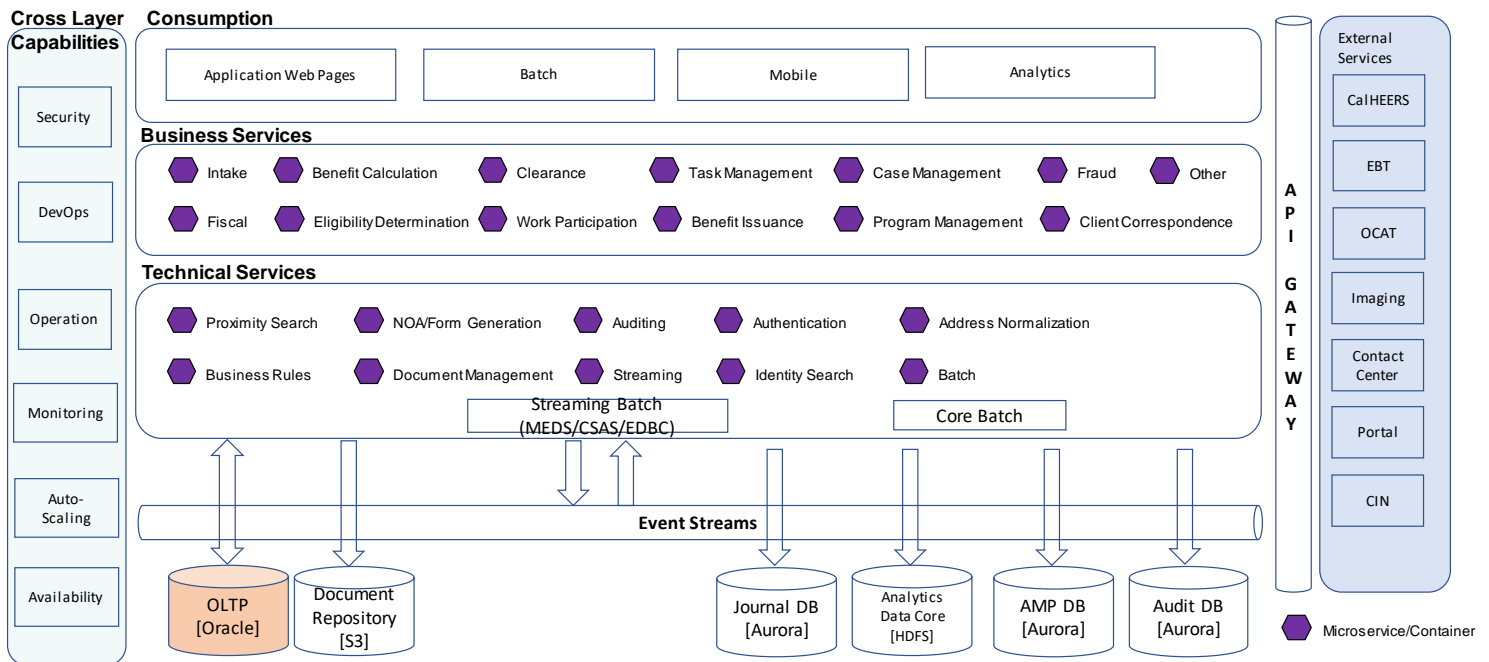 Cross Layer
Capabilities
Security
DevOps
Operation
Monitoring
Auto-
Scaling
Availability
Consumption
Application Web Pages
Batch
Mobile
Analytics
Business Services
Intake
Benefit Calculation
Clearance
Task Management
Case Management
Fraud
Other
Fiscal
Eligibility Determination
Work Participation
Benefit Issuance
Program Management
Client Correspondence
Technical Services
Proximity Search
NOA/Form Generation
Auditing
Authentication
Address Normalization
Business Rules
Document Management
Streaming
Identity Search
Batch
Streaming Batch
(MEDS/CSAS/EDBC)
Core Batch
Event Streams
OLTP
[Oracle]
Document
Repository
[S3]
Journal DB
[Aurora]
Analytics
Data Core
[HDFS]
AMP DB
[Aurora]
Audit DB
[Aurora]
API GATEWAY
External
Services
CalHEERS
EBT
OCAT
Imaging
Contact
Center
Portal
CIN
Microservice/Container